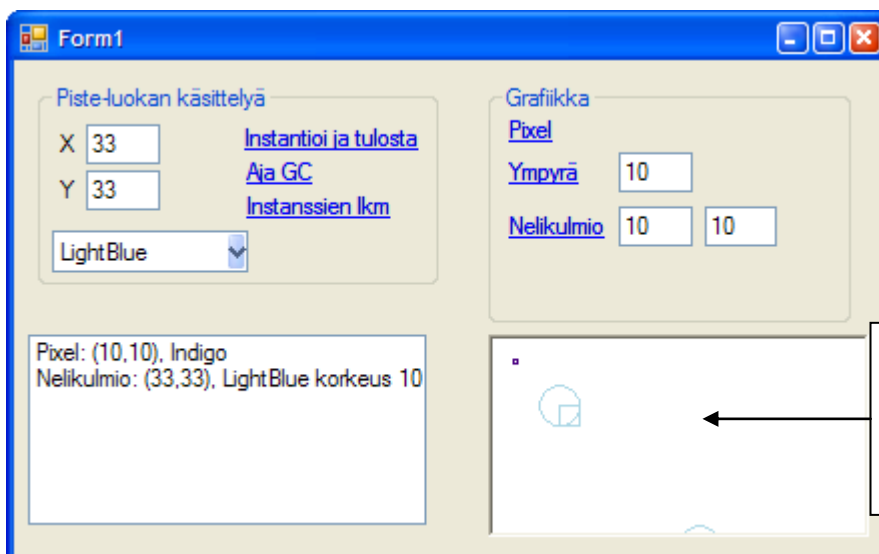 Form1
Piste-luokan käsittelyä
X 33
Instantioi ja tulosta
Aja GC
Y 33
Instanssien lkm
LightBlue
Grafiikka
Pixel
Ympyrä 10
Nelikulmio 10 10
Pixel: (10,10), Indigo
Nelikulmio: (33,33), LightBlue korkeus 10